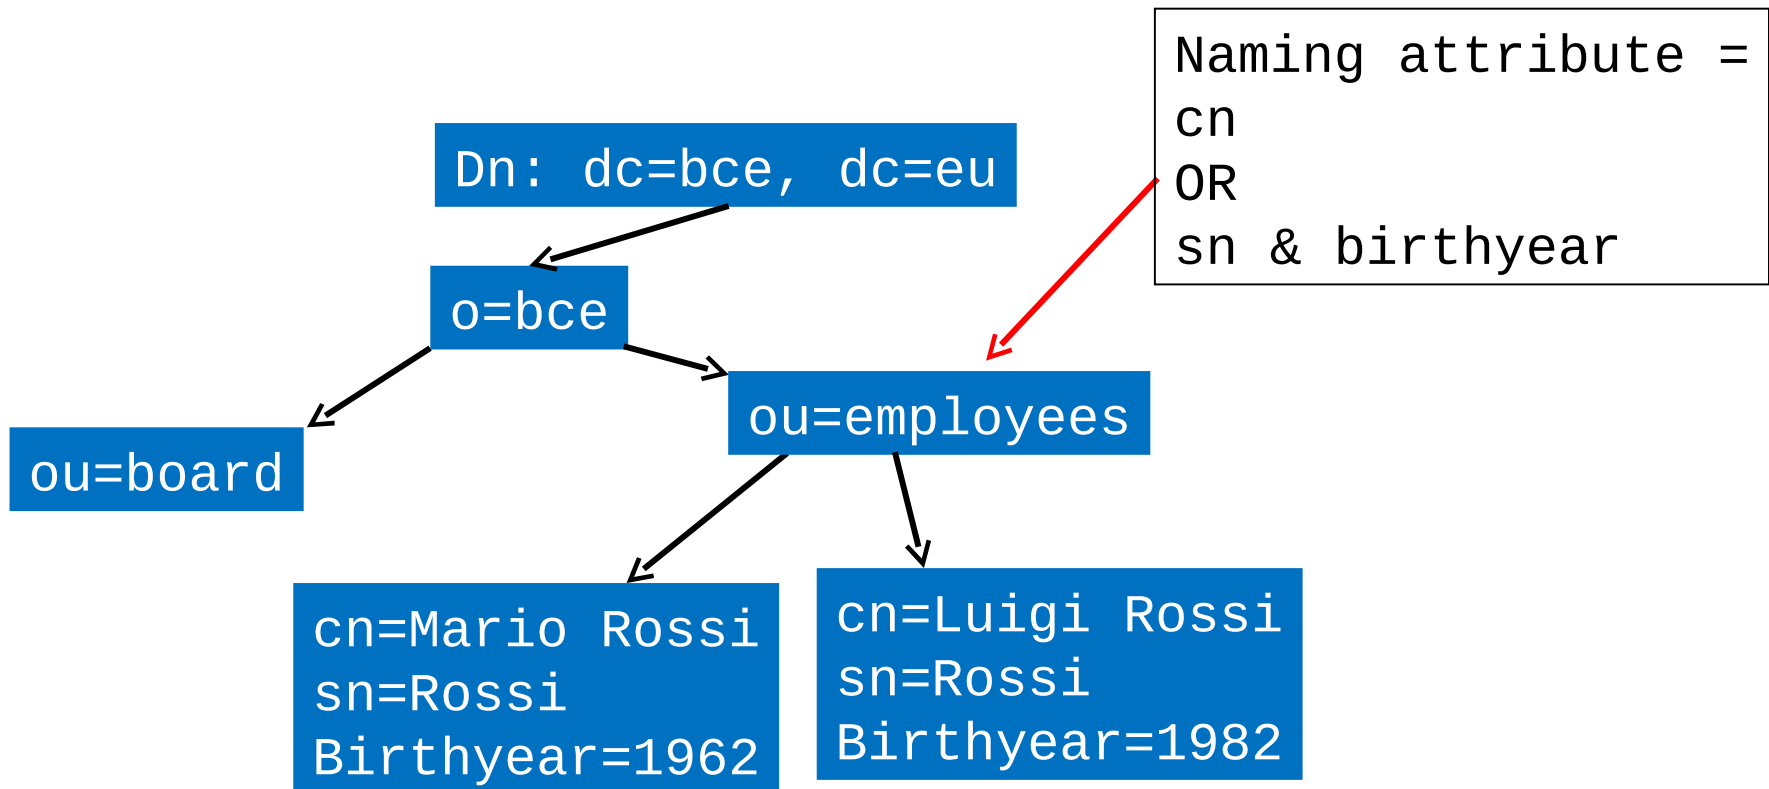 Naming attribute =
cn
OR
sn & birthyear
Dn: dc=bce, dc=eu
o=bce
ou=employees
ou=board
cn=Mario Rossi
sn=Rossi
Birthyear=1962
cn=Luigi Rossi
sn=Rossi
Birthyear=1982